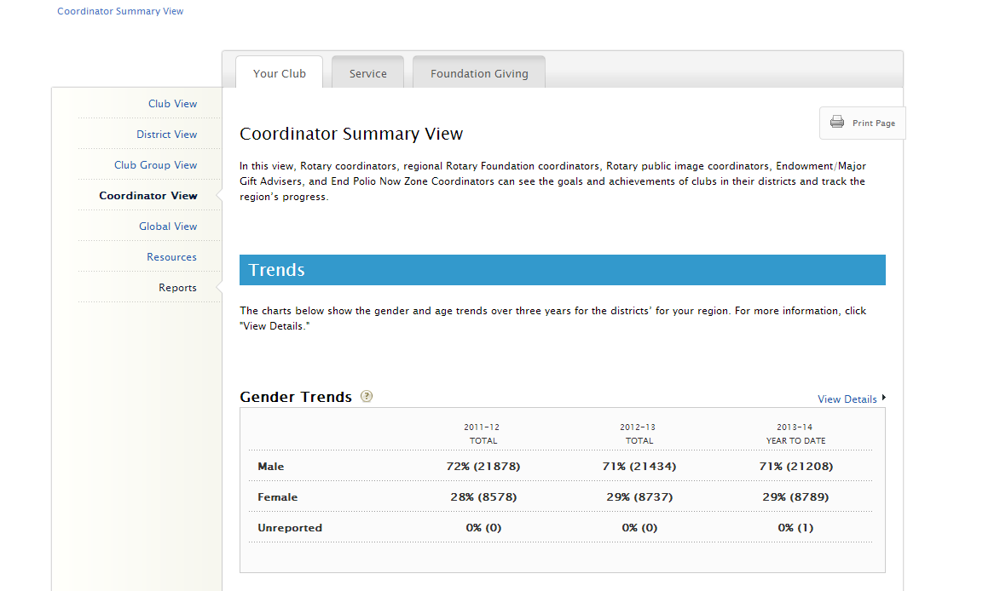 Coordinator Summary View
Your Club
Service
Foundation Giving
Club View
District View
Club Group View
Coordinator View
Global View
Resources
Reports
Print Page
Coordinator Summary View
In this view, Rotary coordinators, regional Rotary Foundation coordinators, Rotary public image coordinators, Endowment/Major
Gift Advisers, and End Polio Now Zone Coordinators can see the goals and achievements of clubs in their districts and track the
region's progress.
Trends
The charts below show the gender and age trends over three years for the districts' for your region. For more information, click
"View Details."
Gender Trends ?
View Details
2011-12 2012-13 2013-14
TOTAL TOTAL YEAR TO DATE
Male 72% (21878) 71% (21434) 71% (21208)
Female 28% (8578) 29% (8737) 29% (8789)
Unreported 0% (0) 0% (0) 0% (1)